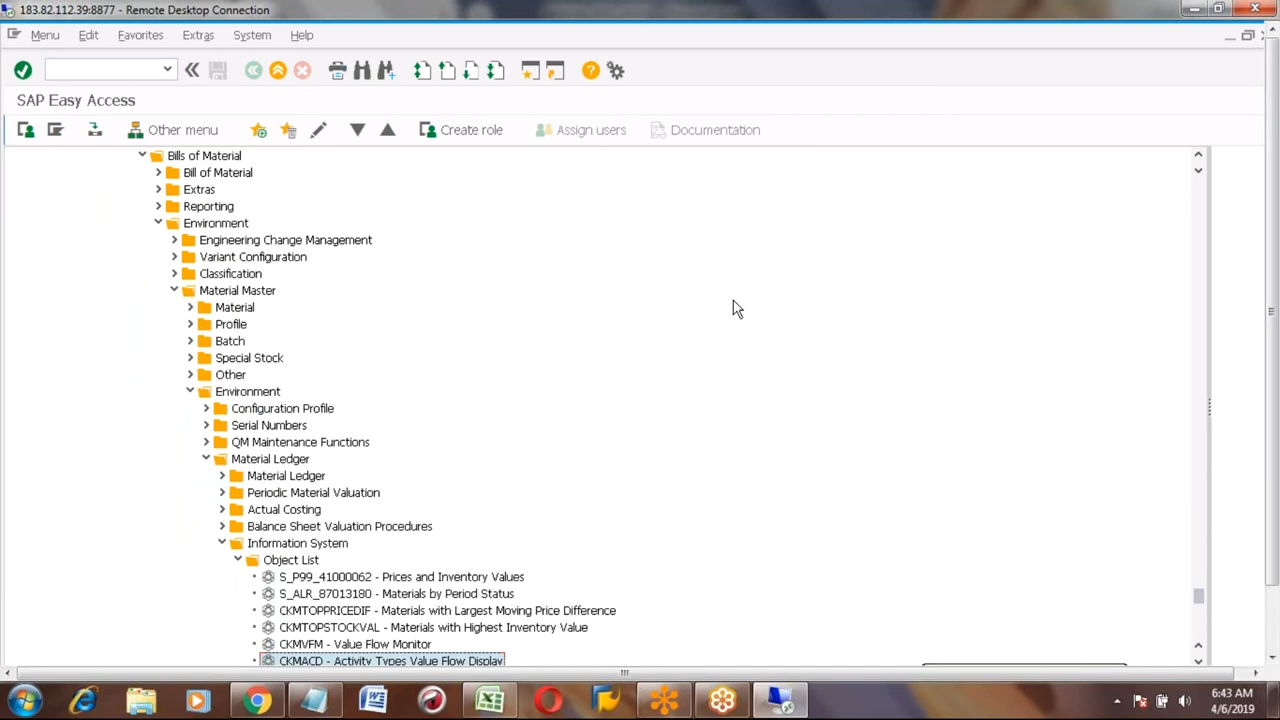 183.82.112.39:8877 - Remote Desktop Connection
Menu Edit Favorites Extras System Help
SAP Easy Access
Other menu Create role Assign users Documentation
Bills of Material
Bill of Material
Extras
Reporting
Environment
Engineering Change Management
Variant Configuration
Classification
Material Master
Material
Profile
Batch
Special Stock
Other
Environment
Configuration Profile
Serial Numbers
QM Maintenance Functions
Material Ledger
Material Ledger
Periodic Material Valuation
Actual Costing
Balance Sheet Valuation Procedures
Information System
Object List
S_P99_41000062 - Prices and Inventory Values
S_ALR_87013180 - Materials by Period Status
CKMTOPPRICEDIF - Materials with Largest Moving Price Difference
CKMTOPSTOCKVAL - Materials with Highest Inventory Value
CKMVFM - Value Flow Monitor
CKMACD - Activity Types Value Flow Display
6:43 AM
4/6/2019